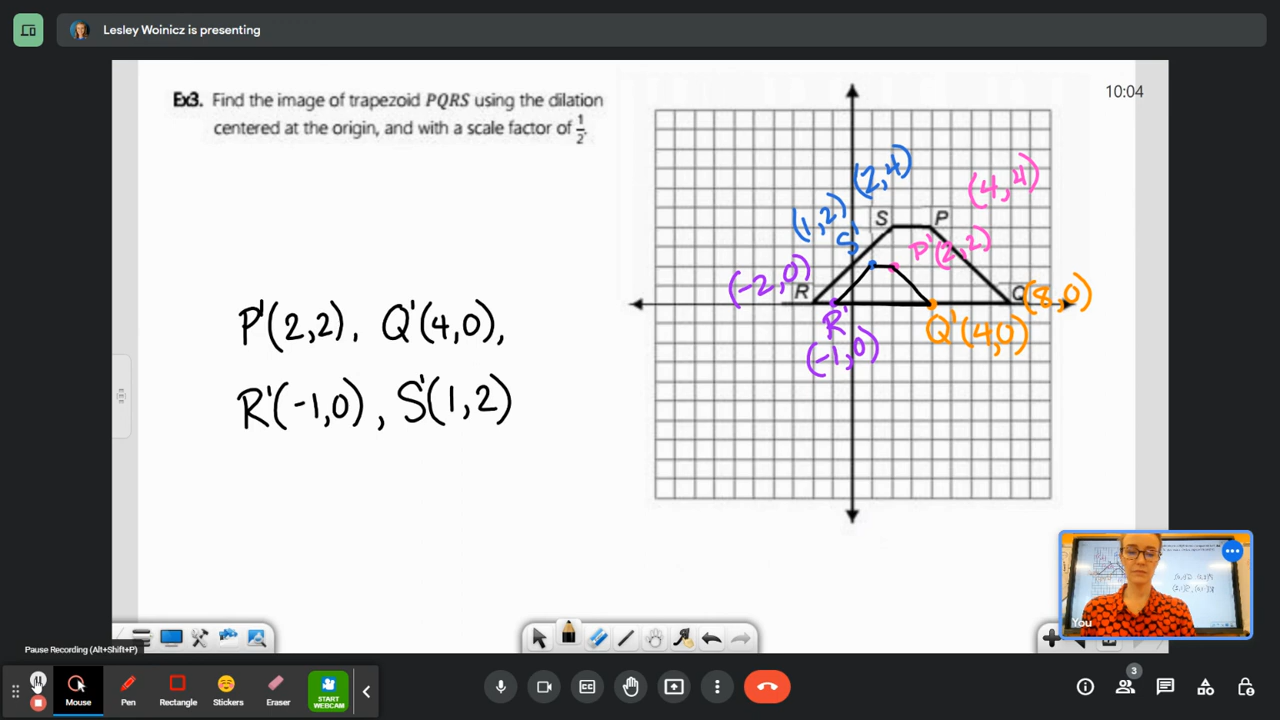 Lesley Woinicz is presenting
Ex3. Find the image of trapezoid PQRS using the dilation
centered at the origin, and with a scale factor of 1/2.
10:04
(2,4)
(4,4)
(1,2)
S'
S
P
P'(2,2)
(-2,0)
R
Q
(8,0)
R'
(-1,0)
Q'(4,0)
P'(2,2), Q'(4,0),
R'(-1,0), S'(1,2)
You
Pause Recording (Alt+Shift+P)
Mouse
Pen
Rectangle
Stickers
Eraser
START
WEBCAM
CC
3